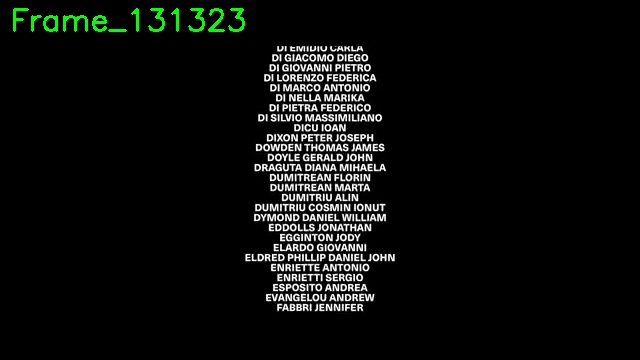 Frame_131323
DI EMIDIO CARLA
DI GIACOMO DIEGO
DI GIOVANNI PIETRO
DI LORENZO FEDERICA
DI MARCO ANTONIO
DI NELLA MARIKA
DI PIETRA FEDERICO
DI SILVIO MASSIMILIANO
DICU IOAN
DIXON PETER JOSEPH
DOWDEN THOMAS JAMES
DOYLE GERALD JOHN
DRAGUTA DIANA MIHAELA
DUMITREAN FLORIN
DUMITREAN MARTA
DUMITRIU ALIN
DUMITRIU COSMIN IONUT
DYMOND DANIEL WILLIAM
EDDOLLS JONATHAN
EGGINTON JODY
ELARDO GIOVANNI
ELDRED PHILLIP DANIEL JOHN
ENRIETTE ANTONIO
ENRIETTI SERGIO
ESPOSITO ANDREA
EVANGELOU ANDREW
FABBRI JENNIFER